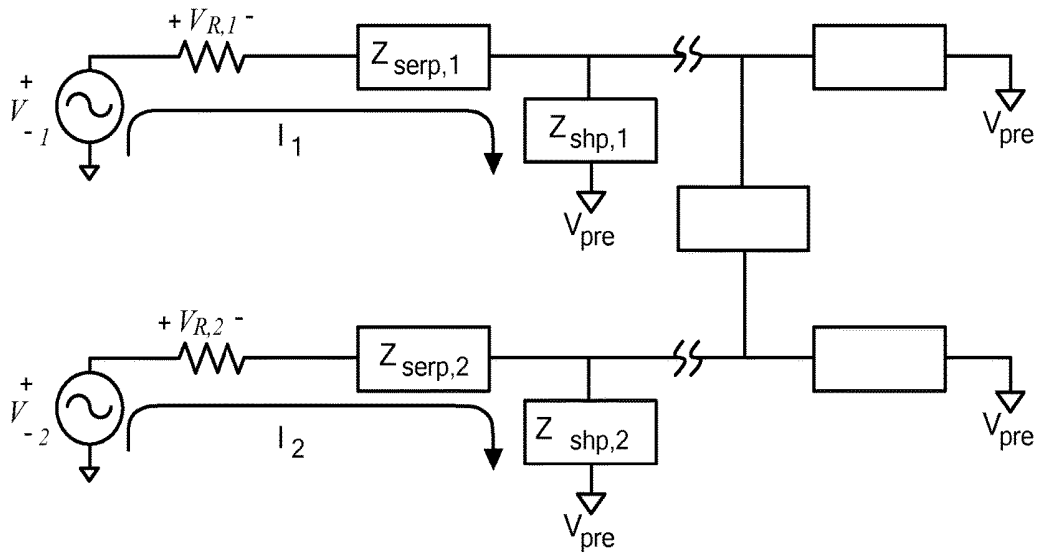 + V_R,1 -
Z_serp,1
+ V -1
I_1
Z_shp,1
V_pre
V_pre
+ V_R,2 -
Z_serp,2
+ V -2
I_2
Z_shp,2
V_pre
V_pre